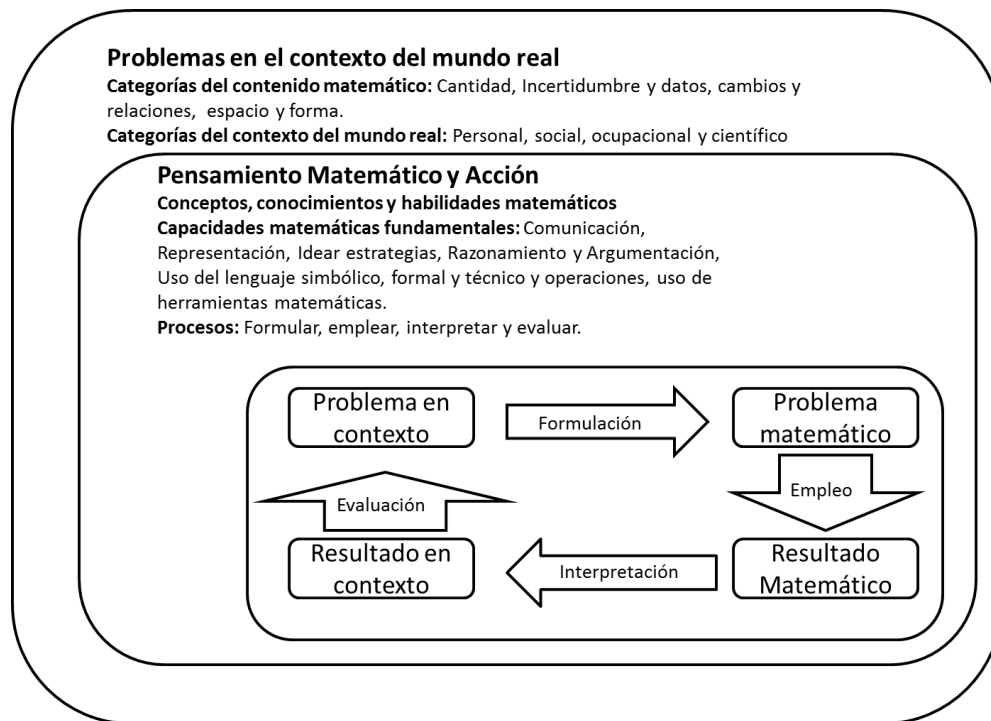 Problemas en el contexto del mundo real
Categorías del contenido matemático: Cantidad, Incertidumbre y datos, cambios y
relaciones, espacio y forma.
Categorías del contexto del mundo real: Personal, social, ocupacional y científico
Pensamiento Matemático y Acción
Conceptos, conocimientos y habilidades matemáticos
Capacidades matemáticas fundamentales: Comunicación,
Representación, Idear estrategias, Razonamiento y Argumentación,
Uso del lenguaje simbólico, formal y técnico y operaciones, uso de
herramientas matemáticas.
Procesos: Formular, emplear, interpretar y evaluar.
Problema en
contexto
Formulación
Problema
matemático
Empleo
Evaluación
Resultado en
contexto
Interpretación
Resultado
Matemático